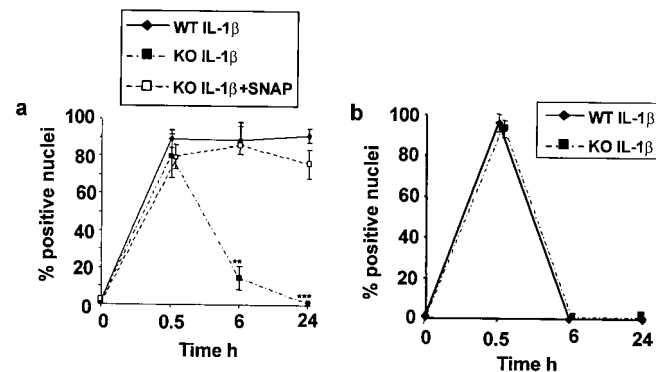 WT IL-1β
KO IL-1β
KO IL-1β+SNAP
a
% positive nuclei
100
80
60
40
20
0
**
***
0 0.5 6 24
Time h
b
WT IL-1β
KO IL-1β
% positive nuclei
100
80
60
40
20
0
0 0.5 6 24
Time h